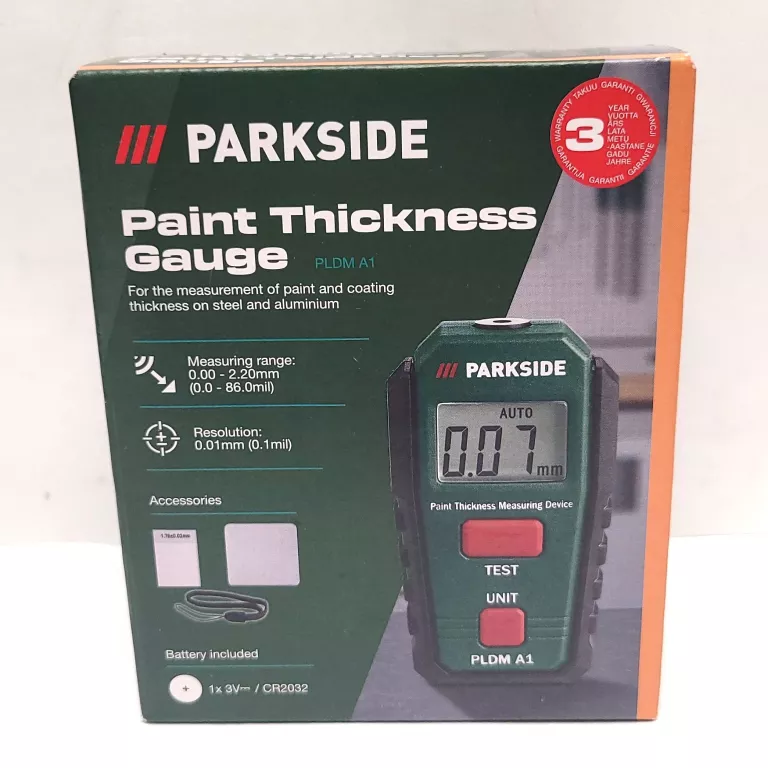 PARKSIDE
WARRANTY TAKUU GARANTI GWARANCJI
GARANTIJA GARANTII GARANTIE
3
YEAR
VUOTTA
ÅRS
LATA
METŲ
-AASTANE
GADU
JAHRE
Paint Thickness
Gauge PLDM A1
For the measurement of paint and coating
thickness on steel and aluminium
Measuring range:
0.00 - 2.20mm
(0.0 - 86.0mil)
Resolution:
0.01mm (0.1mil)
Accessories
Battery included
+ 1x 3V⎓ / CR2032
PARKSIDE
AUTO
0.07 mm
Paint Thickness Measuring Device
TEST
UNIT
PLDM A1